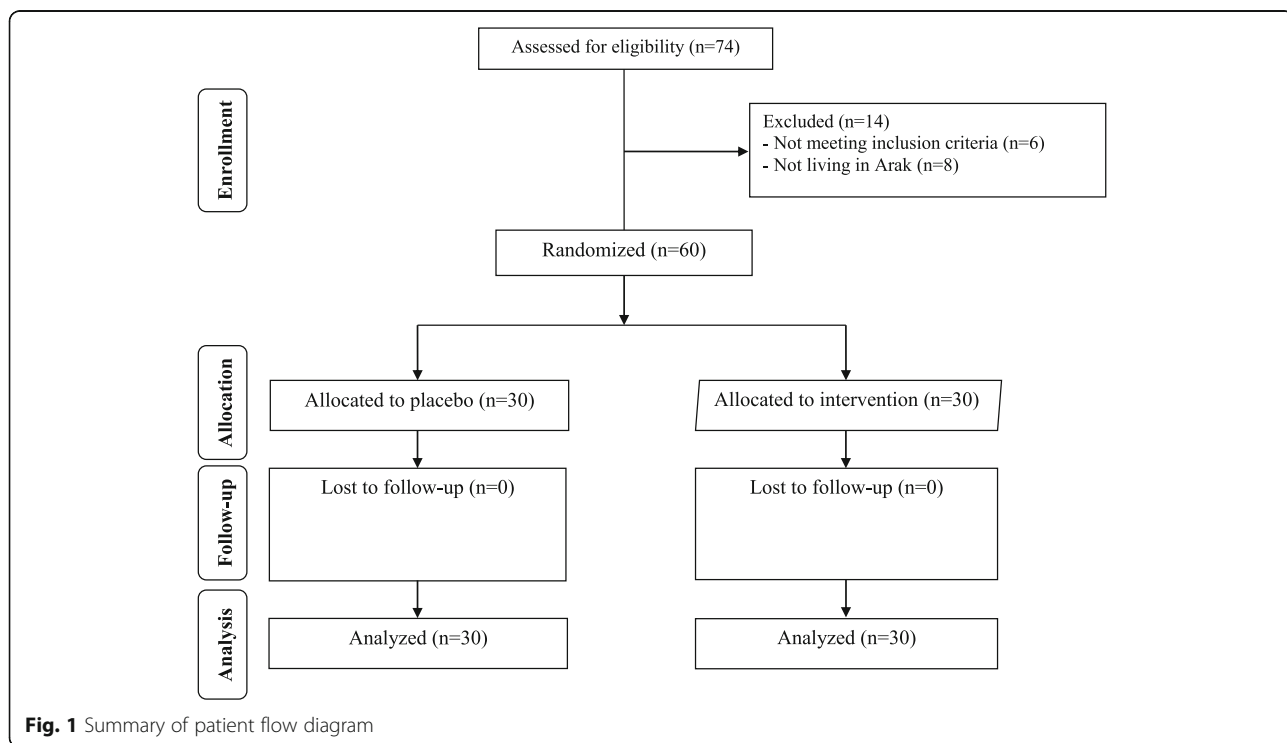 Assessed for eligibility (n=74)
Enrollment
Excluded (n=14)
- Not meeting inclusion criteria (n=6)
- Not living in Arak (n=8)
Randomized (n=60)
Allocation
Allocated to placebo (n=30)
Allocated to intervention (n=30)
Follow-up
Lost to follow-up (n=0)
Lost to follow-up (n=0)
Analysis
Analyzed (n=30)
Analyzed (n=30)
Fig. 1 Summary of patient flow diagram